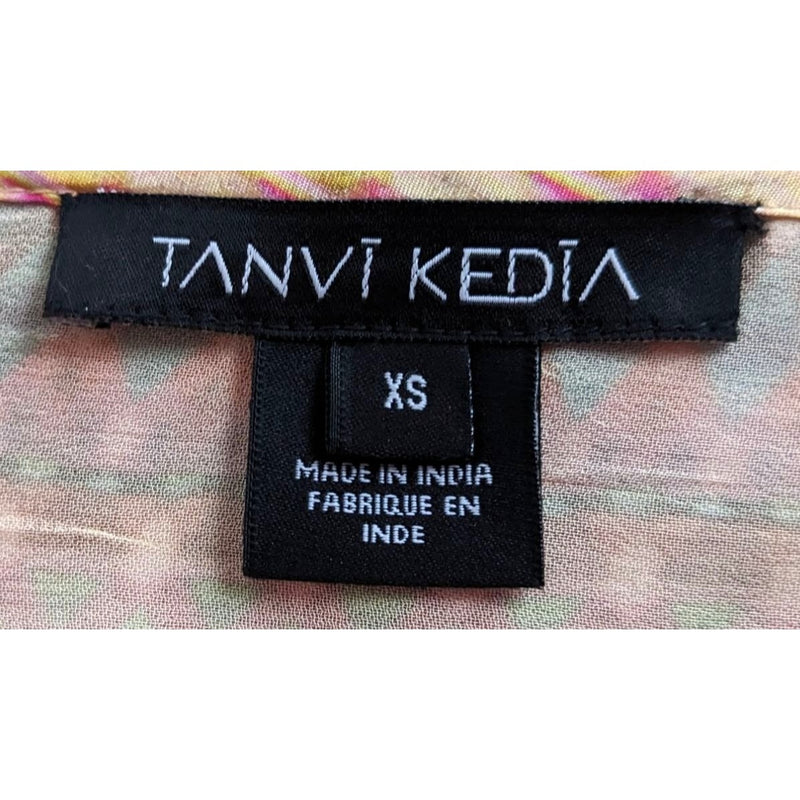 TANVĪ KEDĪA
XS
MADE IN INDIA
FABRIQUE EN
INDE